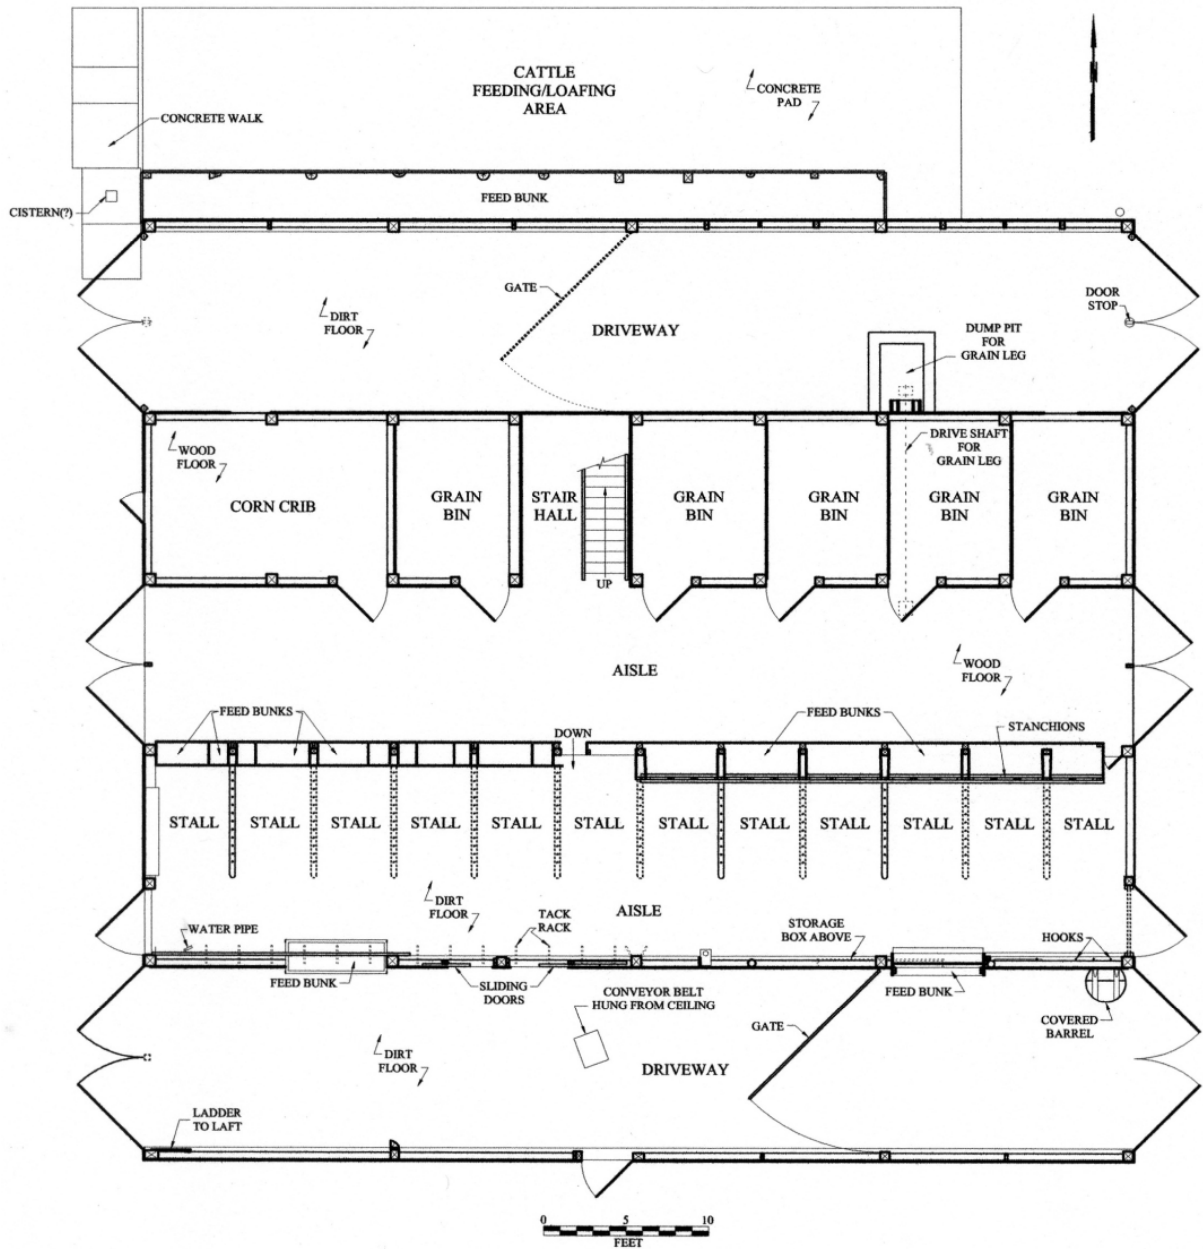 CATTLE
FEEDING/LOAFING
AREA
CONCRETE
PAD
N
CONCRETE WALK
CISTERN(?)
FEED BUNK
GATE
DIRT
FLOOR
DRIVEWAY
DOOR
STOP
DUMP PIT
FOR
GRAIN LEG
WOOD
FLOOR
CORN CRIB
GRAIN
BIN
STAIR
HALL
UP
GRAIN
BIN
GRAIN
BIN
DRIVE SHAFT
FOR
GRAIN LEG
GRAIN
BIN
GRAIN
BIN
AISLE
WOOD
FLOOR
FEED BUNKS
DOWN
FEED BUNKS
STANCHIONS
STALL
STALL
STALL
STALL
STALL
STALL
STALL
STALL
STALL
STALL
STALL
STALL
DIRT
FLOOR
AISLE
WATER PIPE
TACK
RACK
STORAGE
BOX ABOVE
HOOKS
FEED BUNK
SLIDING
DOORS
CONVEYOR BELT
HUNG FROM CEILING
FEED BUNK
COVERED
BARREL
GATE
DIRT
FLOOR
DRIVEWAY
LADDER
TO LAFT
0 5 10
FEET